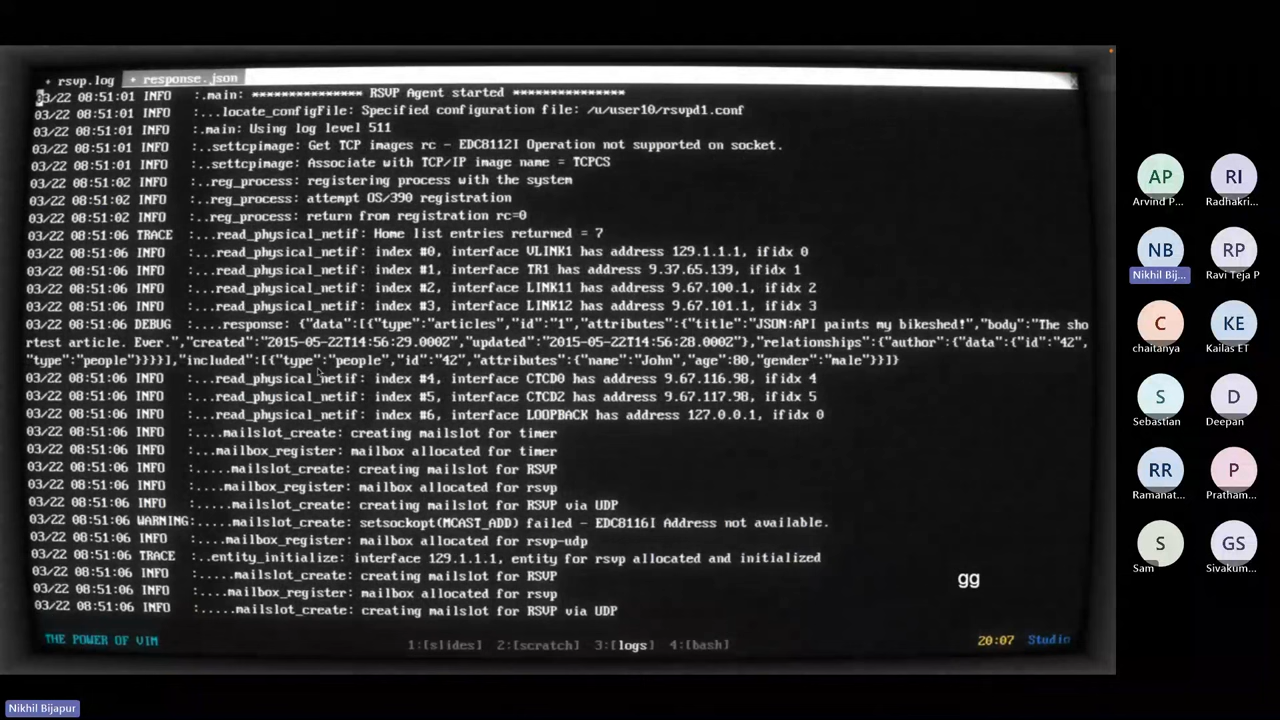 rsvp.log response.json
03/22 08:51:01 INFO :.main: *************** RSVP Agent started ***************
03/22 08:51:01 INFO :...locate_configFile: Specified configuration file: /u/user10/rsvpd1.conf
03/22 08:51:01 INFO :.main: Using log level 511
03/22 08:51:01 INFO :..settcpimage: Get TCP images rc - EDC8112I Operation not supported on socket.
03/22 08:51:01 INFO :..settcpimage: Associate with TCP/IP image name = TCPCS
03/22 08:51:02 INFO :..reg_process: registering process with the system
03/22 08:51:02 INFO :..reg_process: attempt OS/390 registration
03/22 08:51:02 INFO :..reg_process: return from registration rc=0
03/22 08:51:06 TRACE :...read_physical_netif: Home list entries returned = 7
03/22 08:51:06 INFO :...read_physical_netif: index #0, interface VLINK1 has address 129.1.1.1, ifidx 0
03/22 08:51:06 INFO :...read_physical_netif: index #1, interface TR1 has address 9.37.65.139, ifidx 1
03/22 08:51:06 INFO :...read_physical_netif: index #2, interface LINK11 has address 9.67.100.1, ifidx 2
03/22 08:51:06 INFO :...read_physical_netif: index #3, interface LINK12 has address 9.67.101.1, ifidx 3
03/22 08:51:06 DEBUG :....response: {"data":[{"type":"articles","id":"1","attributes":{"title":"JSON:API paints my bikeshed!","body":"The sho
rtest article. Ever.","created":"2015-05-22T14:56:29.000Z","updated":"2015-05-22T14:56:28.000Z"},"relationships":{"author":{"data":{"id":"42",
"type":"people"}}}}],"included":[{"type":"people","id":"42","attributes":{"name":"John","age":80,"gender":"male"}}]}
03/22 08:51:06 INFO :...read_physical_netif: index #4, interface CTCD0 has address 9.67.116.98, ifidx 4
03/22 08:51:06 INFO :...read_physical_netif: index #5, interface CTCD2 has address 9.67.117.98, ifidx 5
03/22 08:51:06 INFO :...read_physical_netif: index #6, interface LOOPBACK has address 127.0.0.1, ifidx 0
03/22 08:51:06 INFO :....mailslot_create: creating mailslot for timer
03/22 08:51:06 INFO :...mailbox_register: mailbox allocated for timer
03/22 08:51:06 INFO :.....mailslot_create: creating mailslot for RSVP
03/22 08:51:06 INFO :....mailbox_register: mailbox allocated for rsvp
03/22 08:51:06 INFO :.....mailslot_create: creating mailslot for RSVP via UDP
03/22 08:51:06 WARNING:.....mailslot_create: setsockopt(MCAST_ADD) failed - EDC8116I Address not available.
03/22 08:51:06 INFO :....mailbox_register: mailbox allocated for rsvp-udp
03/22 08:51:06 TRACE :..entity_initialize: interface 129.1.1.1, entity for rsvp allocated and initialized
03/22 08:51:06 INFO :.....mailslot_create: creating mailslot for RSVP
03/22 08:51:06 INFO :....mailbox_register: mailbox allocated for rsvp
03/22 08:51:06 INFO :.....mailslot_create: creating mailslot for RSVP via UDP
gg
THE POWER OF VIM 1:[slides] 2:[scratch] 3:[logs] 4:[bash] 20:07 Studio
AP RI
Arvind P... Radhakri...
NB RP
Nikhil Bij... Ravi Teja P
C KE
chaitanya Kailas ET
S D
Sebastian Deepan
RR P
Ramanat... Pratham...
S GS
Sam Sivakum...
Nikhil Bijapur